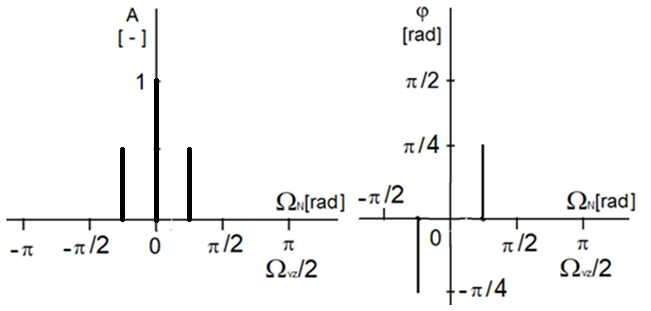 A
[ - ]
1
Ω_N[rad]
-π
-π/2
0
π/2
π
Ω_vz/2
φ
[rad]
π/2
π/4
-π/2
Ω_N[rad]
0
π/2
π
Ω_vz/2
-π/4